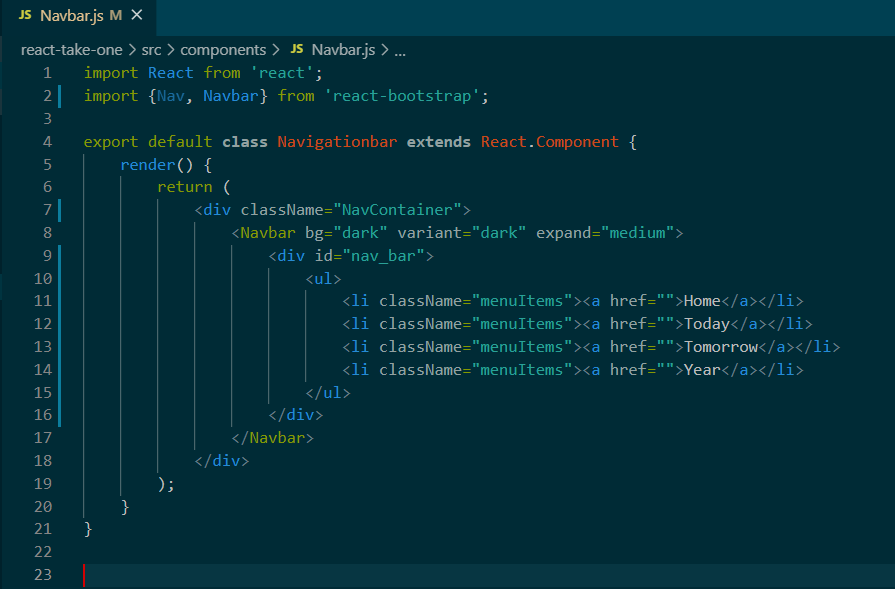 JS Navbar.js M ×
react-take-one > src > components > JS Navbar.js > ...
1 import React from 'react';
2 import {Nav, Navbar} from 'react-bootstrap';
3
4 export default class Navigationbar extends React.Component {
5     render() {
6         return (
7             <div className="NavContainer">
8                 <Navbar bg="dark" variant="dark" expand="medium">
9                     <div id="nav_bar">
10                         <ul>
11                             <li className="menuItems"><a href="">Home</a></li>
12                             <li className="menuItems"><a href="">Today</a></li>
13                             <li className="menuItems"><a href="">Tomorrow</a></li>
14                             <li className="menuItems"><a href="">Year</a></li>
15                         </ul>
16                     </div>
17                 </Navbar>
18             </div>
19         );
20     }
21 }
22
23